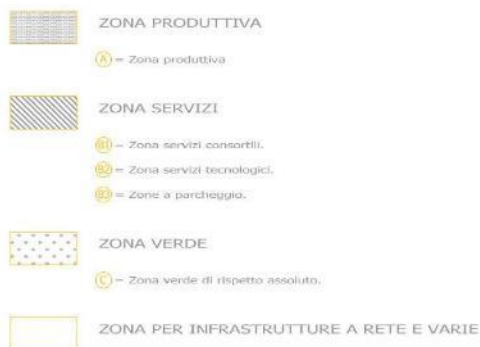 ZONA PRODUTTIVA
A = Zona produttiva
ZONA SERVIZI
B1 = Zona servizi consortili.
B2 = Zona servizi tecnologici.
B3 = Zone a parcheggio.
ZONA VERDE
C = Zona verde di rispetto assoluto.
ZONA PER INFRASTRUTTURE A RETE E VARIE